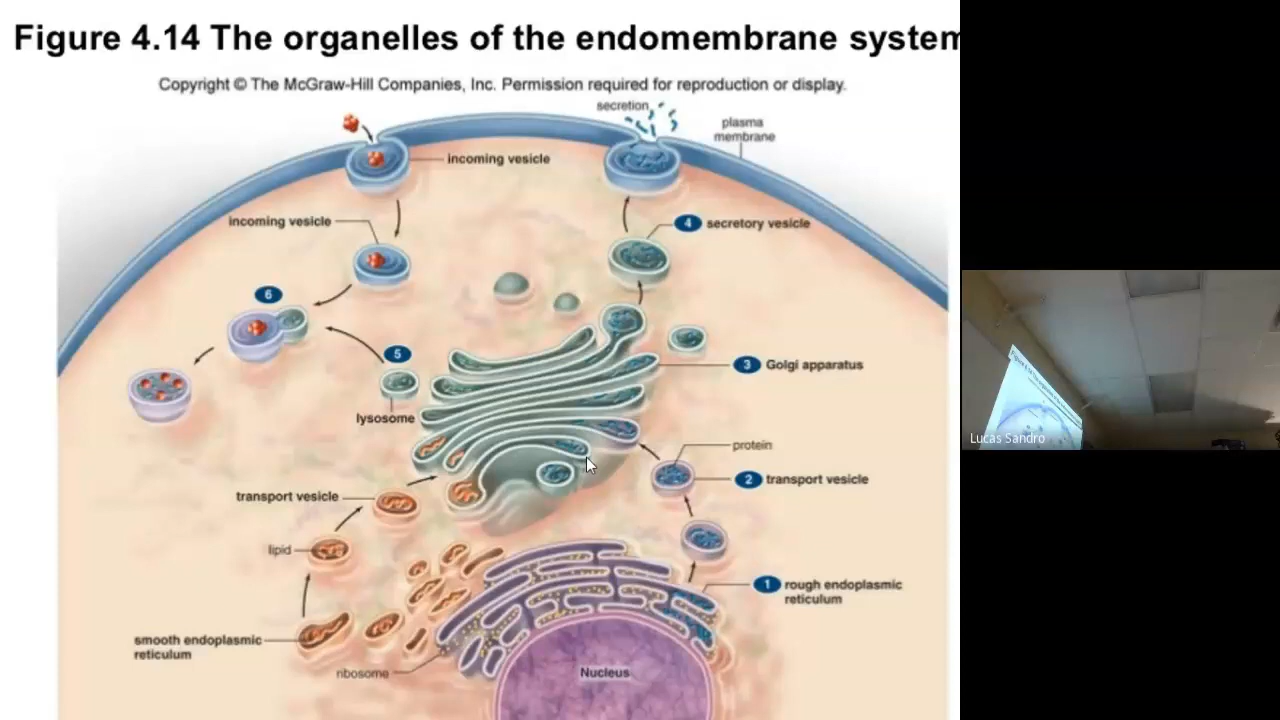 Figure 4.14 The organelles of the endomembrane system
Copyright © The McGraw-Hill Companies, Inc. Permission required for reproduction or display.
secretion
plasma
membrane
incoming vesicle
incoming vesicle
4 secretory vesicle
6
5
3 Golgi apparatus
lysosome
protein
2 transport vesicle
transport vesicle
lipid
1 rough endoplasmic
reticulum
smooth endoplasmic
reticulum
ribosome
Nucleus
Lucas Sandro